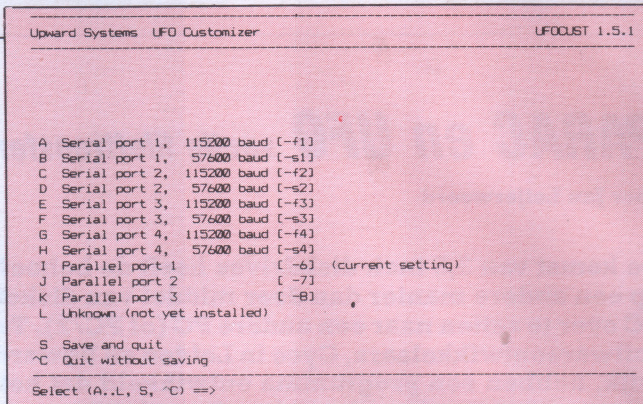 Upward Systems UFO Customizer UFOCUST 1.5.1
A Serial port 1, 115200 baud [-f1]
B Serial port 1, 57600 baud [-s1]
C Serial port 2, 115200 baud [-f2]
D Serial port 2, 57600 baud [-s2]
E Serial port 3, 115200 baud [-f3]
F Serial port 3, 57600 baud [-s3]
G Serial port 4, 115200 baud [-f4]
H Serial port 4, 57600 baud [-s4]
I Parallel port 1 [ -6] (current setting)
J Parallel port 2 [ -7]
K Parallel port 3 [ -8]
L Unknown (not yet installed)
S Save and quit
^C Quit without saving
Select (A..L, S, ^C) ==>